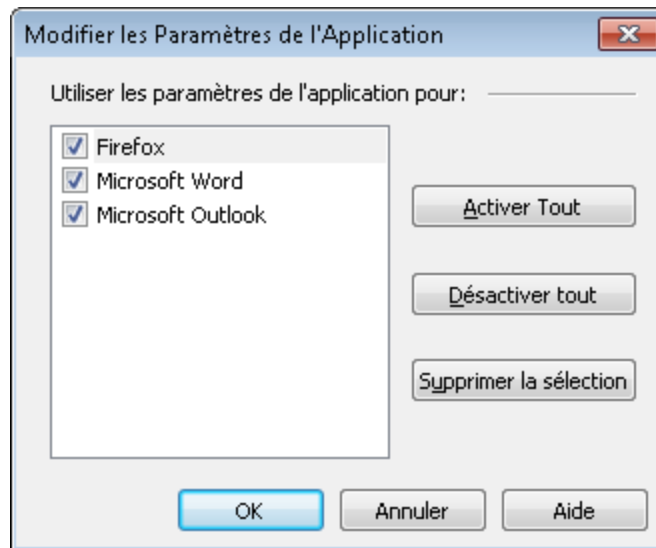 Modifier les Paramètres de l'Application
Utiliser les paramètres de l'application pour:
Firefox
Microsoft Word
Microsoft Outlook
Activer Tout
Désactiver tout
Supprimer la sélection
OK
Annuler
Aide